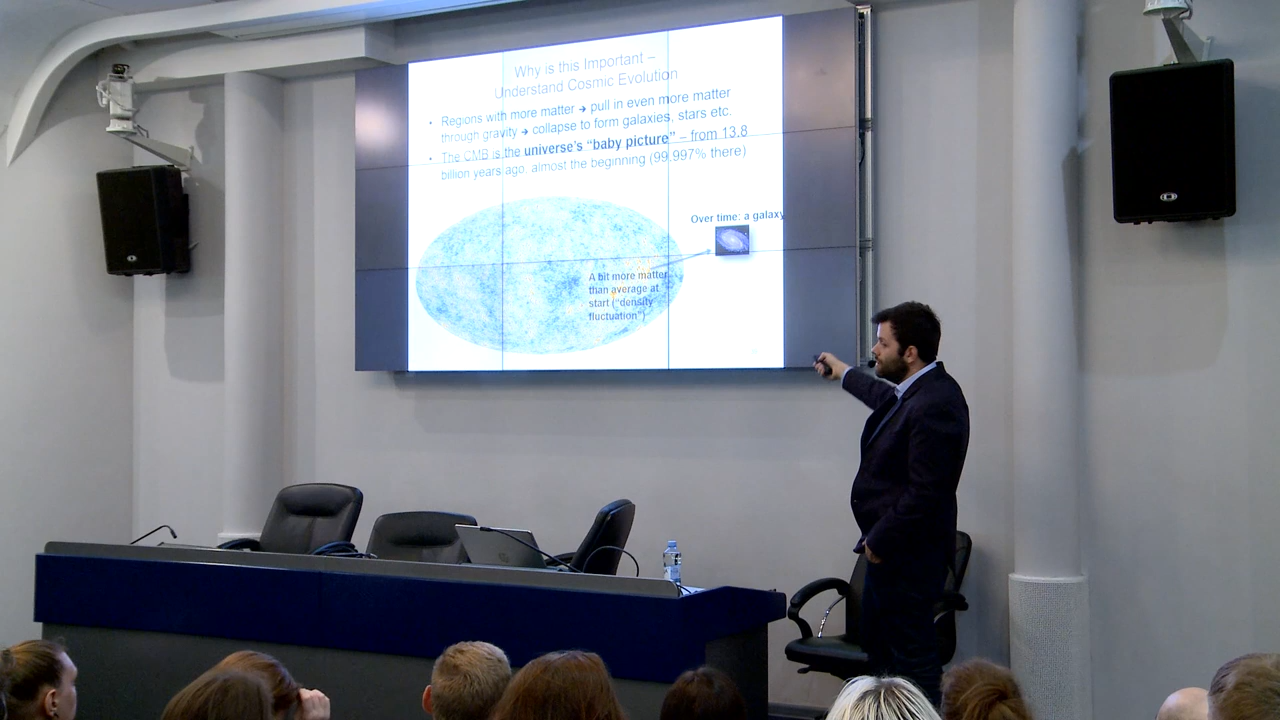 Why is this Important –
Understand Cosmic Evolution
• Regions with more matter ➔ pull in even more matter
through gravity ➔ collapse to form galaxies, stars etc.
• The CMB is the universe's "baby picture" – from 13.8
billion years ago, almost the beginning (99.997% there)
Over time: a galaxy
A bit more matter
than average at
start ("density
fluctuation")